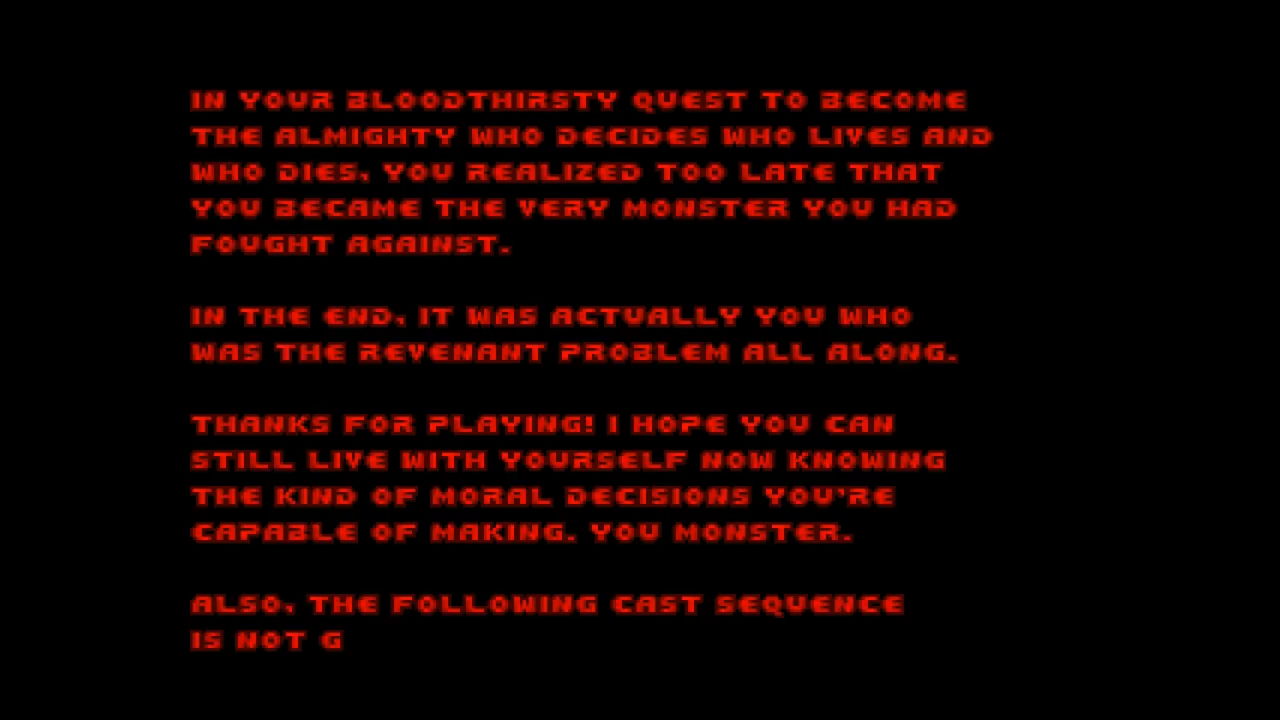 IN YOUR BLOODTHIRSTY QUEST TO BECOME
THE ALMIGHTY WHO DECIDES WHO LIVES AND
WHO DIES, YOU REALIZED TOO LATE THAT
YOU BECAME THE VERY MONSTER YOU HAD
FOUGHT AGAINST.
IN THE END, IT WAS ACTUALLY YOU WHO
WAS THE REVENANT PROBLEM ALL ALONG.
THANKS FOR PLAYING! I HOPE YOU CAN
STILL LIVE WITH YOURSELF NOW KNOWING
THE KIND OF MORAL DECISIONS YOU'RE
CAPABLE OF MAKING. YOU MONSTER.
ALSO, THE FOLLOWING CAST SEQUENCE
IS NOT G